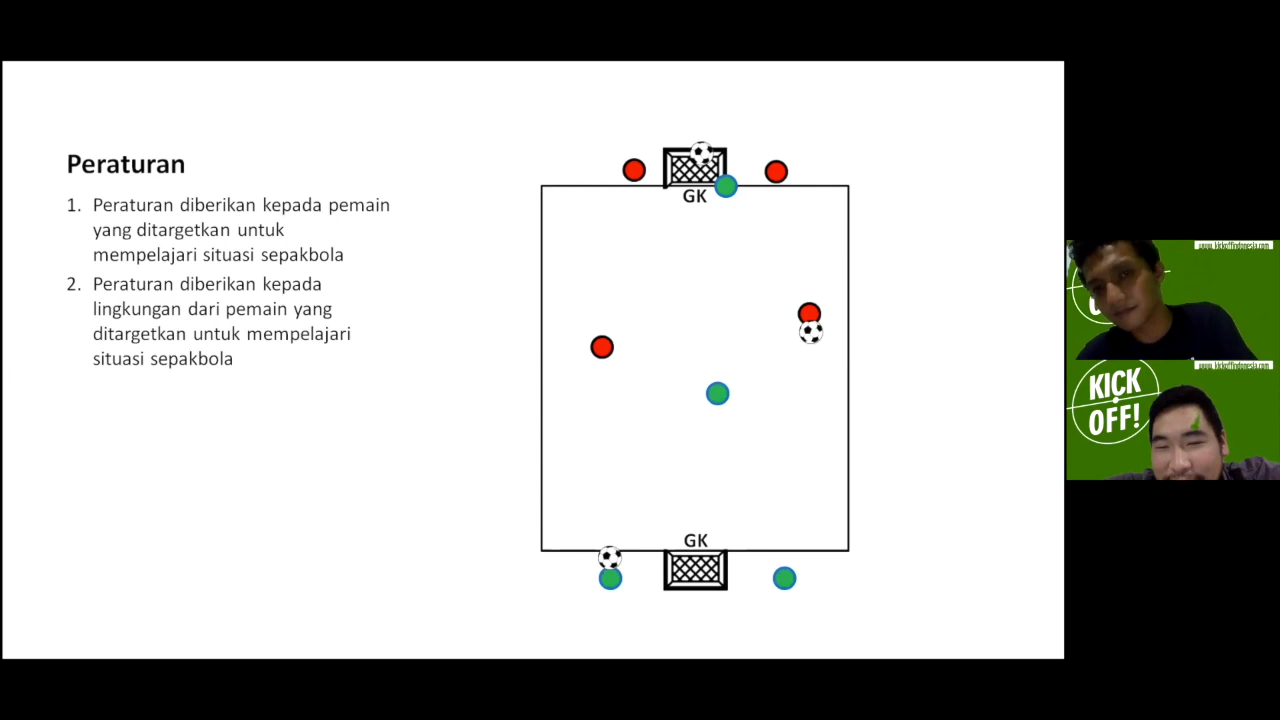 Peraturan
1. Peraturan diberikan kepada pemain
yang ditargetkan untuk
mempelajari situasi sepakbola
2. Peraturan diberikan kepada
lingkungan dari pemain yang
ditargetkan untuk mempelajari
situasi sepakbola
GK
GK
www.kickoffindonesia.com
www.kickoffindonesia.com
KICK
OFF!